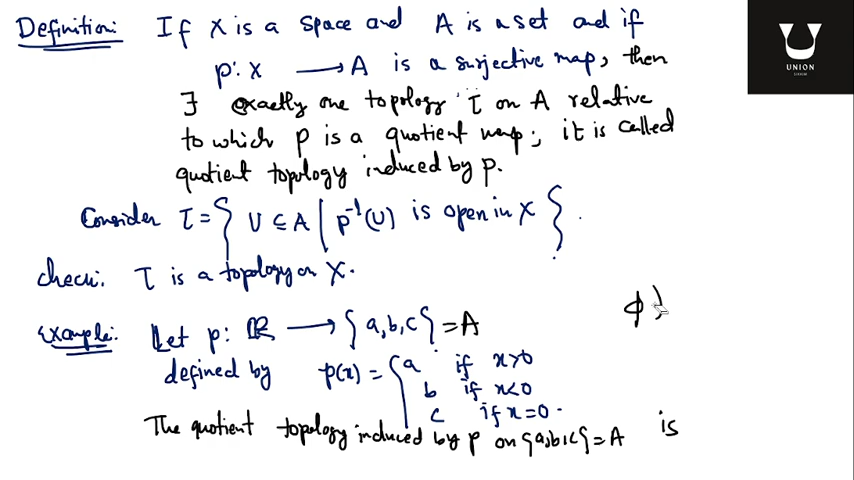 Definition: If X is a space and A is a set and if
p: X ⟶ A is a surjective map, then
∃ exactly one topology τ on A relative
to which p is a quotient map; it is called
quotient topology induced by p.
Consider τ = { U ⊆ A | p⁻¹(U) is open in X }.
check: τ is a topology on X.
Example: Let p: ℝ ⟶ {a,b,c} = A
defined by p(x) = { a if x>0
b if x<0
c if x=0.
The quotient topology induced by p on {a,b,c} = A is
ϕ }
UNION